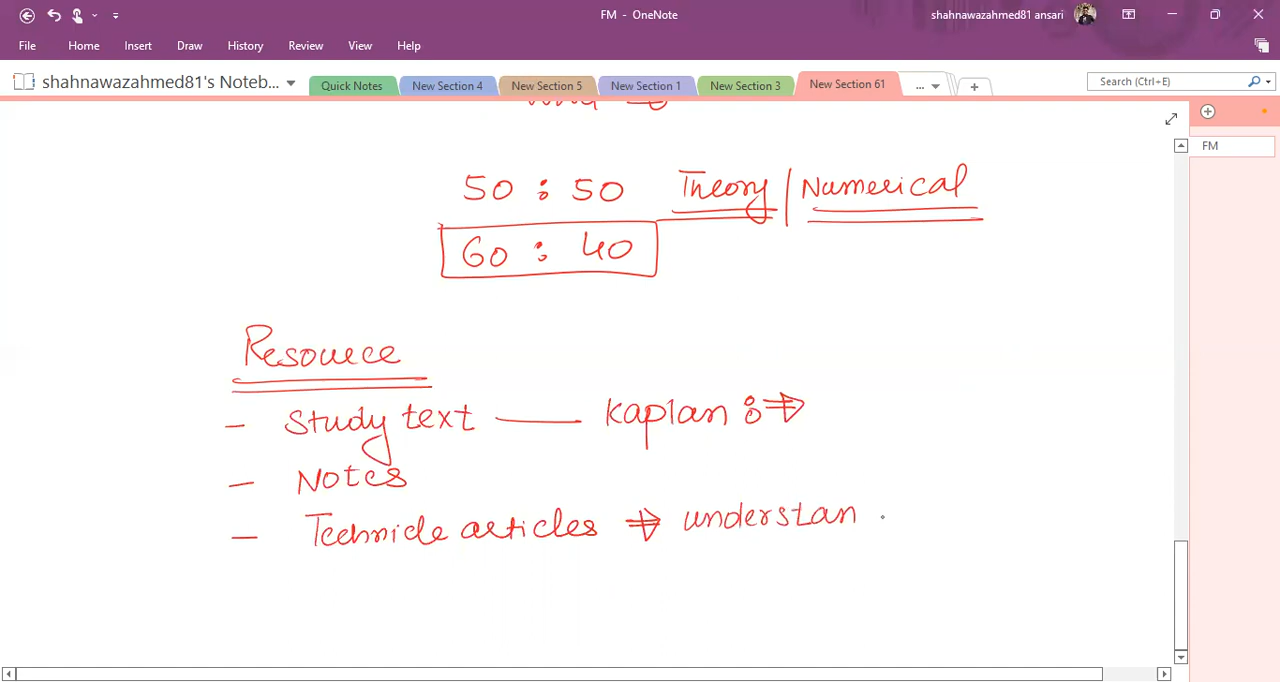 FM - OneNote
shahnawazahmed81 ansari
File Home Insert Draw History Review View Help
shahnawazahmed81's Noteb...
Quick Notes New Section 4 New Section 5 New Section 1 New Section 3 New Section 61 ...
Search (Ctrl+E)
FM
50 : 50 Theory | Numerical
60 : 40
Resource
- Study text — Kaplan : ⇒
- Notes
- Technicle articles ⇒ understan